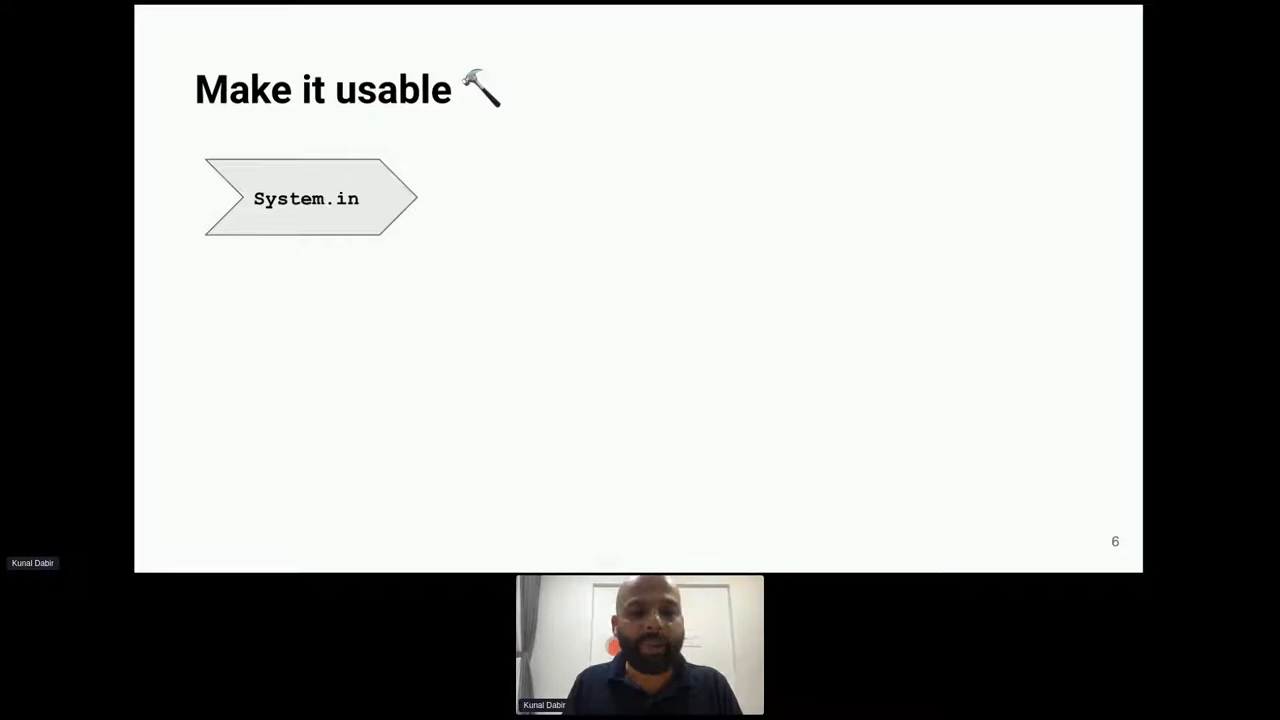 Make it usable 🔨
System.in
6
Kunal Dabir
Kunal Dabir